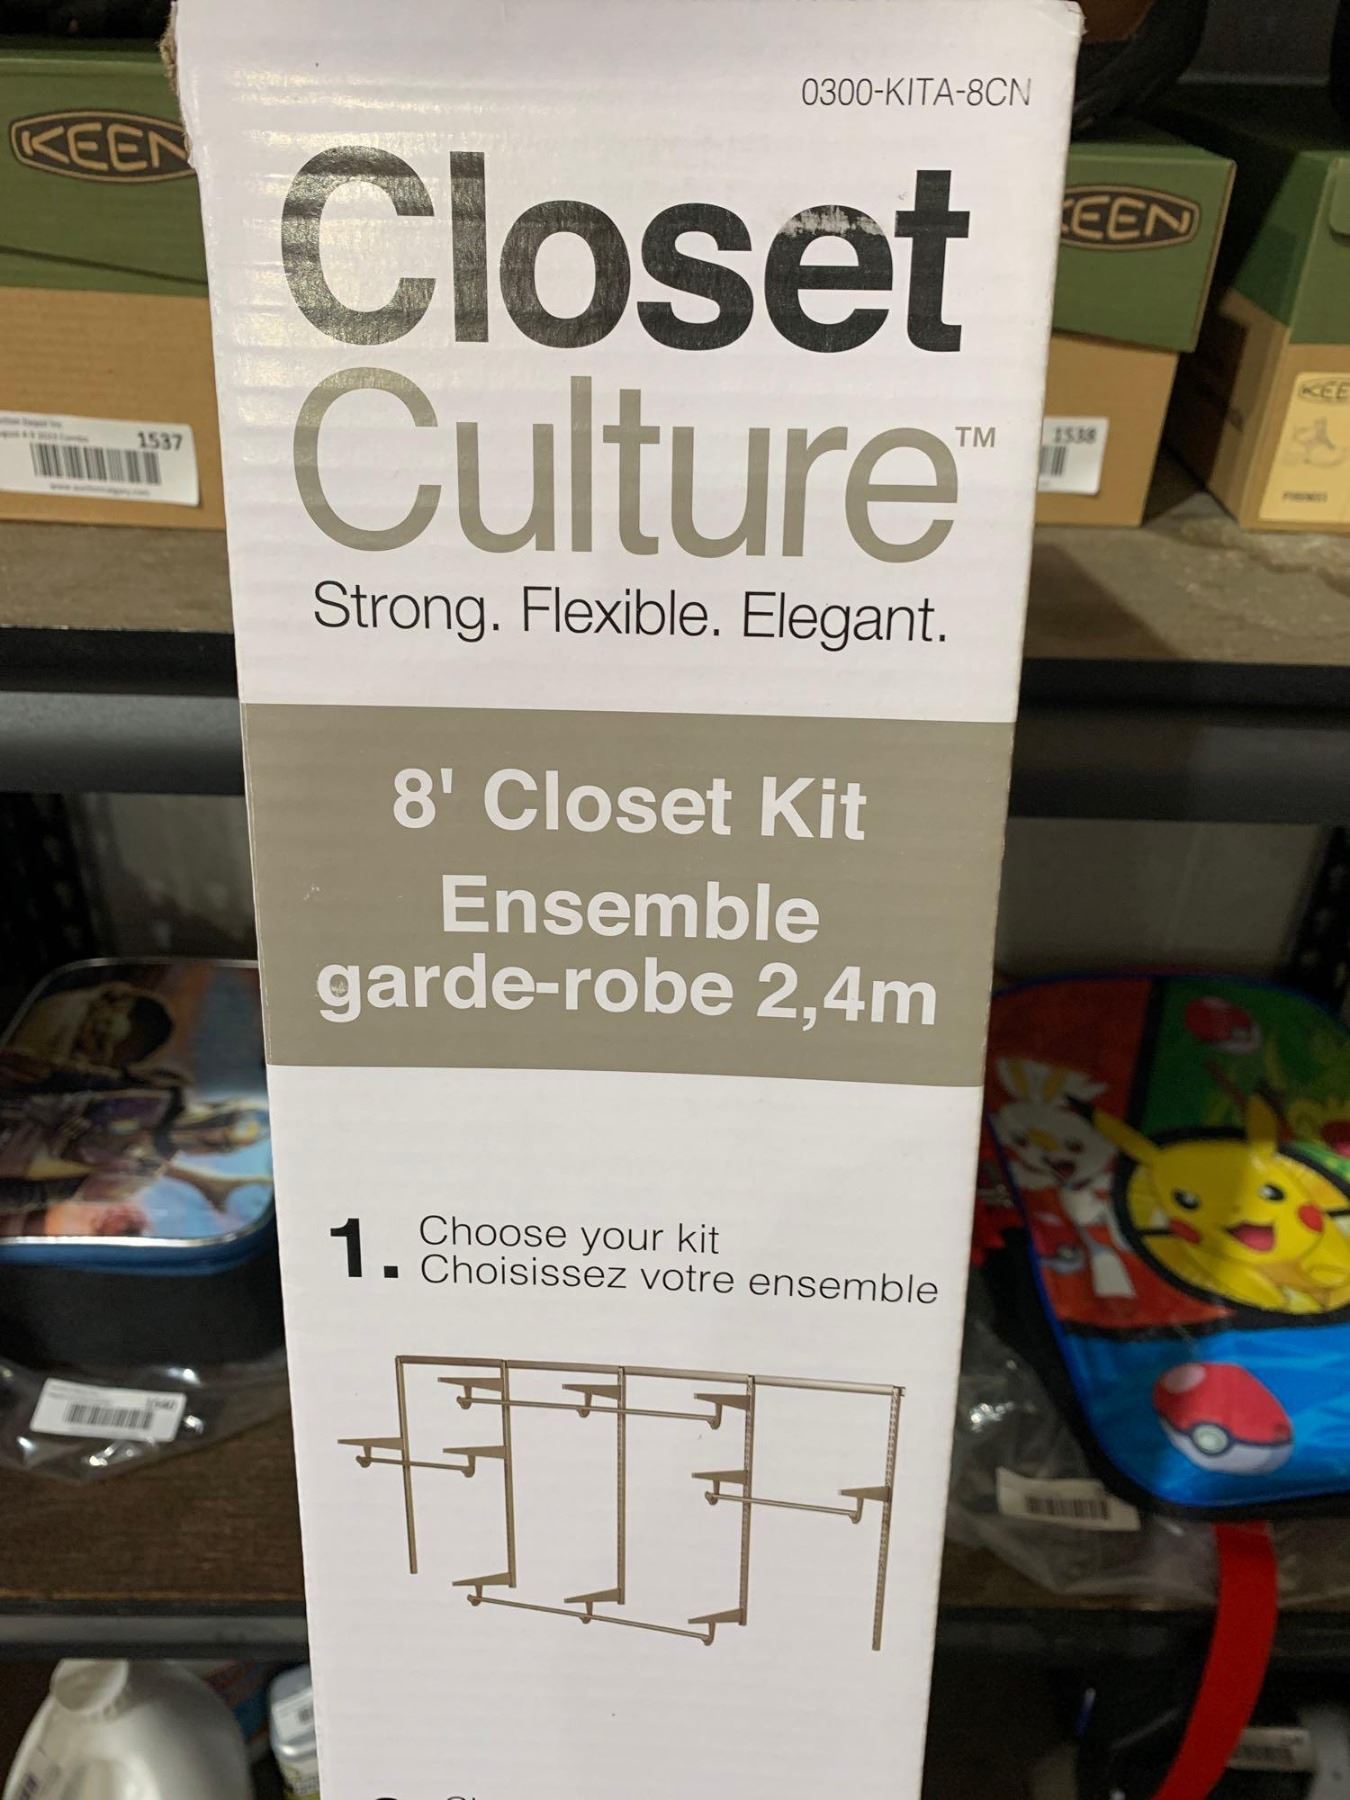 0300-KITA-8CN
KEEN
Closet
Culture™
KEEN
Strong. Flexible. Elegant.
1537
1538
8' Closet Kit
Ensemble
garde-robe 2,4m
1. Choose your kit
Choisissez votre ensemble